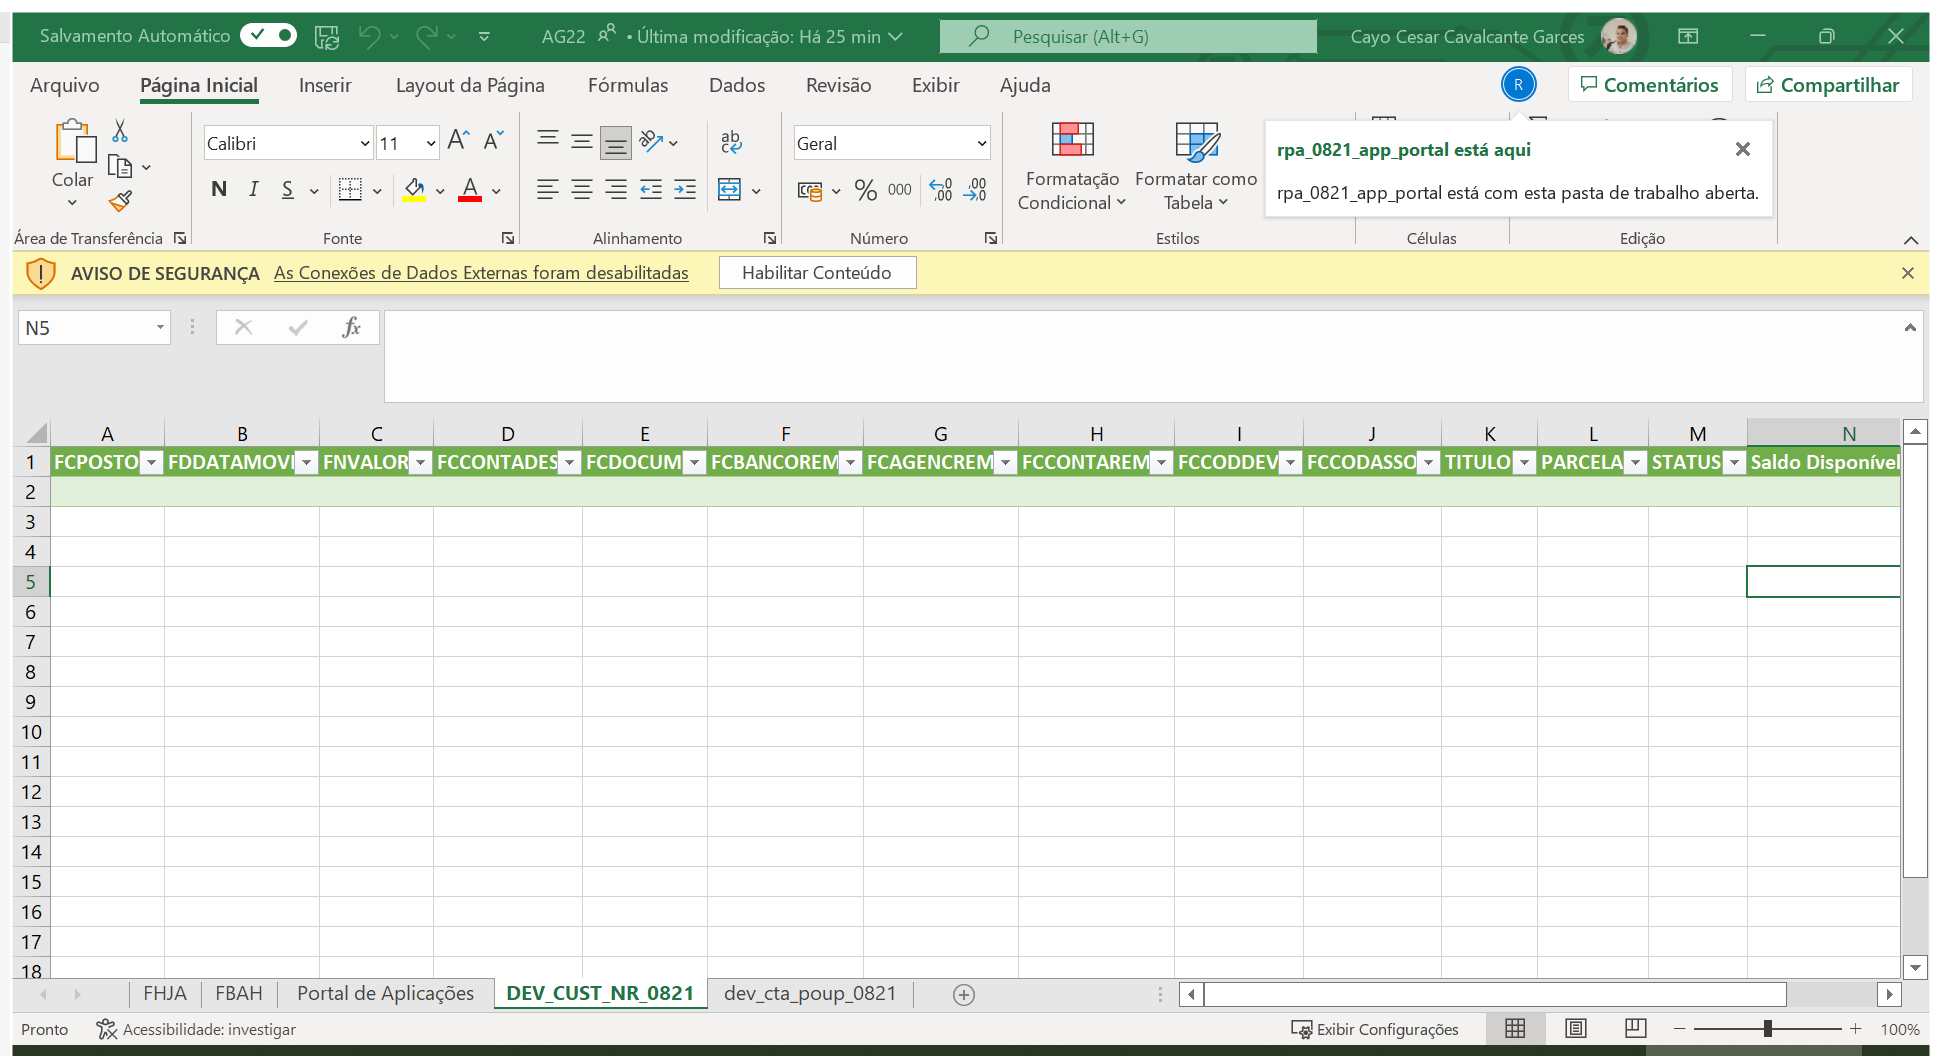 Salvamento Automático
AG22 • Última modificação: Há 25 min
Pesquisar (Alt+G)
Cayo Cesar Cavalcante Garces
Arquivo Página Inicial Inserir Layout da Página Fórmulas Dados Revisão Exibir Ajuda
R
Comentários
Compartilhar
Colar
Área de Transferência
Calibri
11
N I S
Fonte
ab
Alinhamento
Geral
% 000 ,00 ,00
Número
Formatação
Condicional
Formatar como
Tabela
Estilos
Células
Edição
rpa_0821_app_portal está aqui
rpa_0821_app_portal está com esta pasta de trabalho aberta.
AVISO DE SEGURANÇA As Conexões de Dados Externas foram desabilitadas Habilitar Conteúdo
N5
fx
A B C D E F G H I J K L M N
1 FCPOSTO FDDATAMOVI FNVALOR FCCONTADES FCDOCUM FCBANCOREM FCAGENCREM FCCONTAREM FCCODDEV FCCODASSO TITULO PARCELA STATUS Saldo Disponível
2
3
4
5
6
7
8
9
10
11
12
13
14
15
16
17
18
FHJA FBAH Portal de Aplicações DEV_CUST_NR_0821 dev_cta_poup_0821
Pronto Acessibilidade: investigar Exibir Configurações 100%